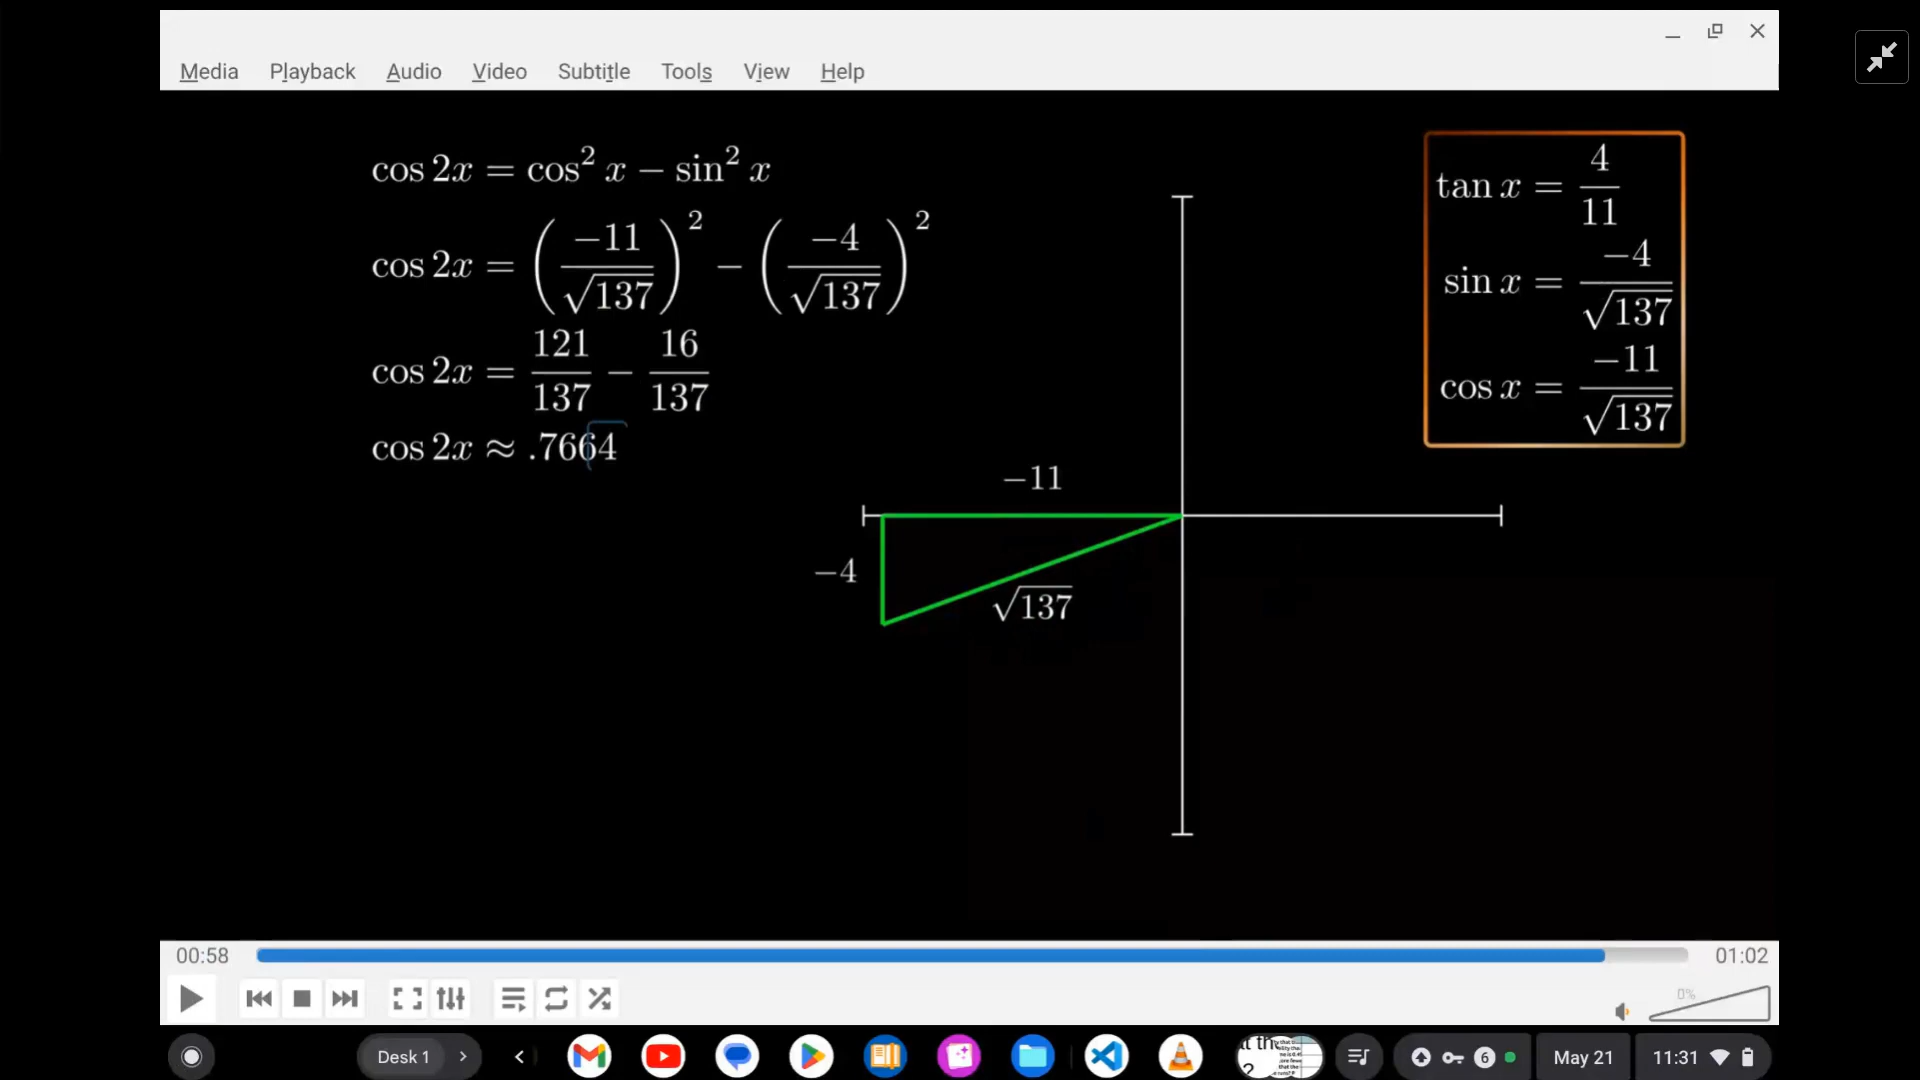 Media Playback Audio Video Subtitle Tools View Help
cos 2x = cos² x − sin² x
cos 2x = (−11/√137)² − (−4/√137)²
cos 2x = 121/137 − 16/137
cos 2x ≈ .7664
tan x = 4/11
sin x = −4/√137
cos x = −11/√137
−11
−4
√137
00:58
01:02
0%
Desk 1
6
May 21
11:31